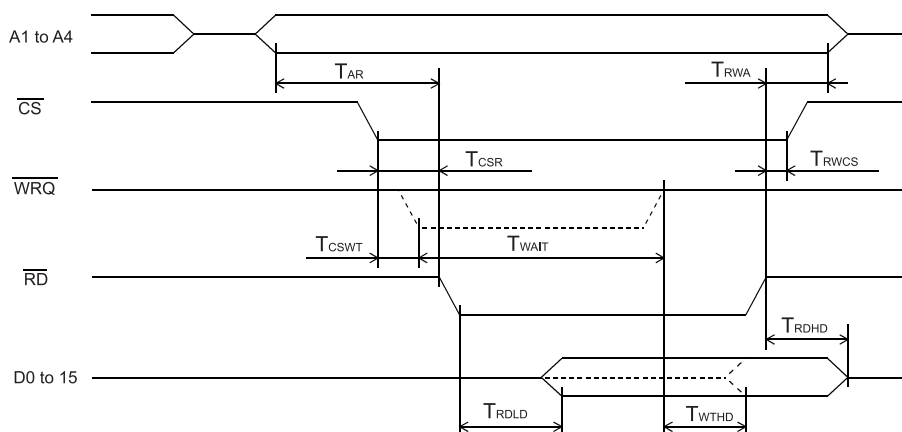 A1 to A4
TAR
TRWA
CS
TCSR
TRWCS
WRQ
TCSWT
TWAIT
RD
TRDHD
D0 to 15
TRDLD
TWTHD